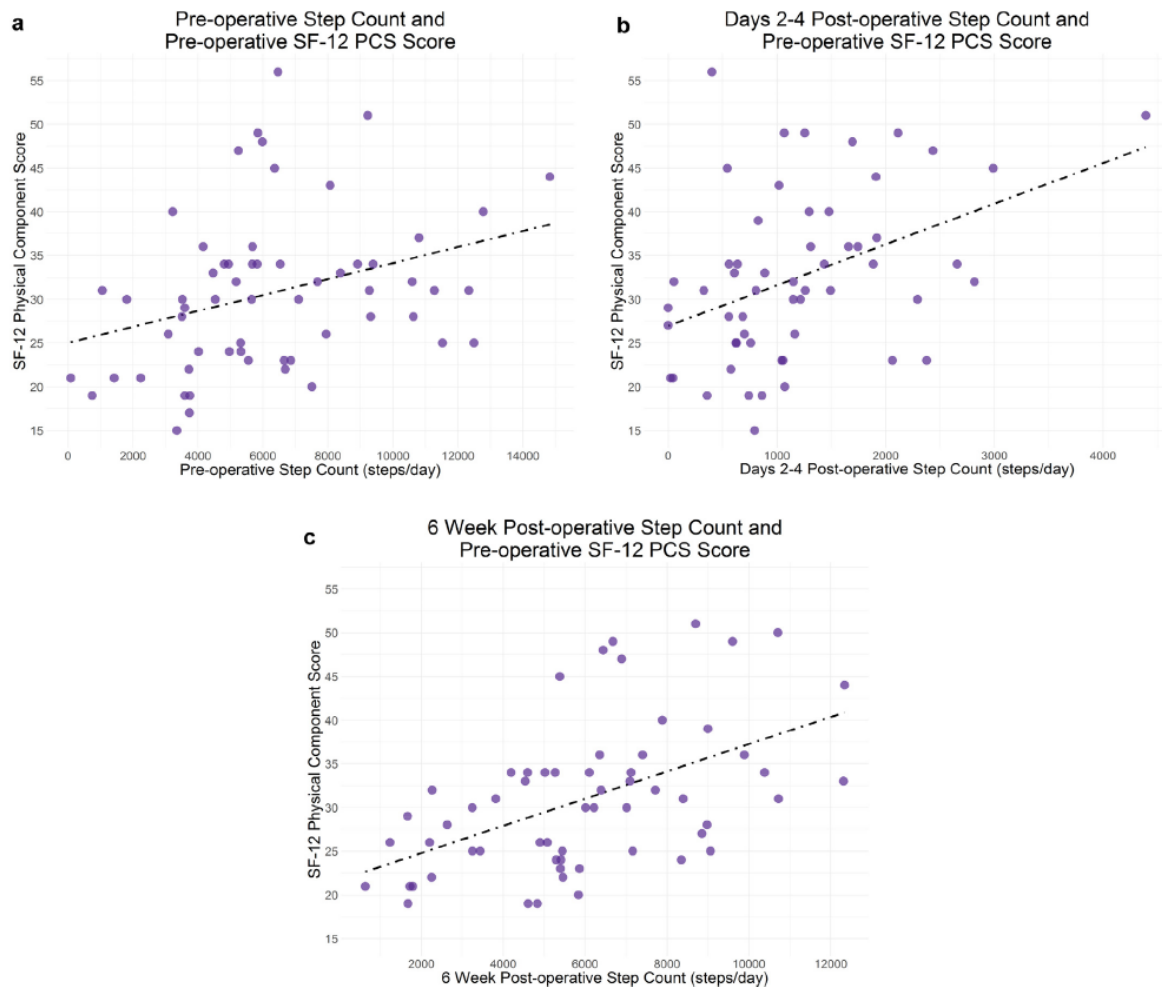 a
Pre-operative Step Count and
Pre-operative SF-12 PCS Score
SF-12 Physical Component Score
55
50
45
40
35
30
25
20
15
0 2000 4000 6000 8000 10000 12000 14000
Pre-operative Step Count (steps/day)
b
Days 2-4 Post-operative Step Count and
Pre-operative SF-12 PCS Score
SF-12 Physical Component Score
55
50
45
40
35
30
25
20
15
0 1000 2000 3000 4000
Days 2-4 Post-operative Step Count (steps/day)
c
6 Week Post-operative Step Count and
Pre-operative SF-12 PCS Score
SF-12 Physical Component Score
55
50
45
40
35
30
25
20
15
2000 4000 6000 8000 10000 12000
6 Week Post-operative Step Count (steps/day)